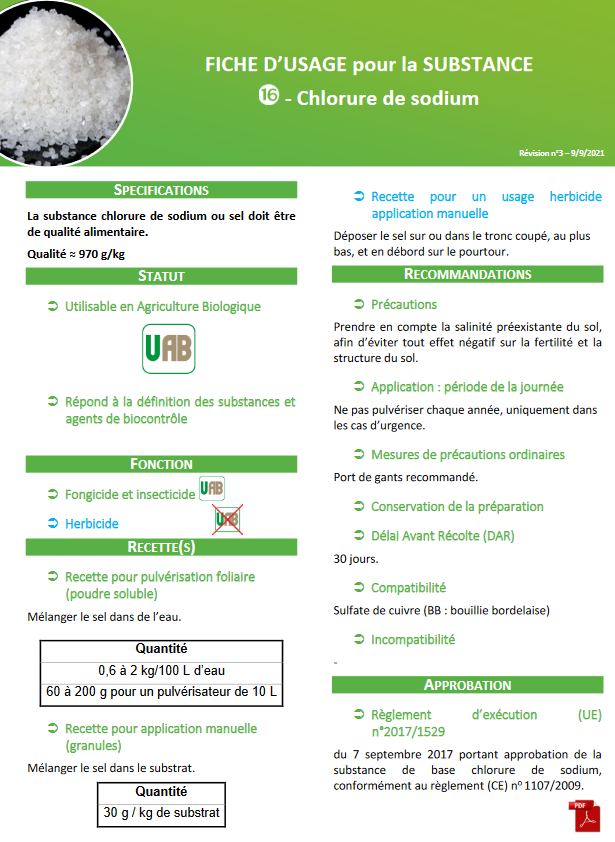 FICHE D’USAGE pour la SUBSTANCE
16 - Chlorure de sodium
Révision n°3 – 9/9/2021
SPECIFICATIONS
La substance chlorure de sodium ou sel doit être
de qualité alimentaire.
Qualité ≈ 970 g/kg
STATUT
Utilisable en Agriculture Biologique
UAB
Répond à la définition des substances et
agents de biocontrôle
FONCTION
Fongicide et insecticide UAB
Herbicide UAB
RECETTE(S)
Recette pour pulvérisation foliaire
(poudre soluble)
Mélanger le sel dans de l’eau.
Quantité
0,6 à 2 kg/100 L d’eau
60 à 200 g pour un pulvérisateur de 10 L
Recette pour application manuelle
(granules)
Mélanger le sel dans le substrat.
Quantité
30 g / kg de substrat
Recette pour un usage herbicide
application manuelle
Déposer le sel sur ou dans le tronc coupé, au plus
bas, et en débord sur le pourtour.
RECOMMANDATIONS
Précautions
Prendre en compte la salinité préexistante du sol,
afin d’éviter tout effet négatif sur la fertilité et la
structure du sol.
Application : période de la journée
Ne pas pulvériser chaque année, uniquement dans
les cas d’urgence.
Mesures de précautions ordinaires
Port de gants recommandé.
Conservation de la préparation
Délai Avant Récolte (DAR)
30 jours.
Compatibilité
Sulfate de cuivre (BB : bouillie bordelaise)
Incompatibilité
-
APPROBATION
Règlement d’exécution (UE)
n°2017/1529
du 7 septembre 2017 portant approbation de la
substance de base chlorure de sodium,
conformément au règlement (CE) nº 1107/2009.
PDF